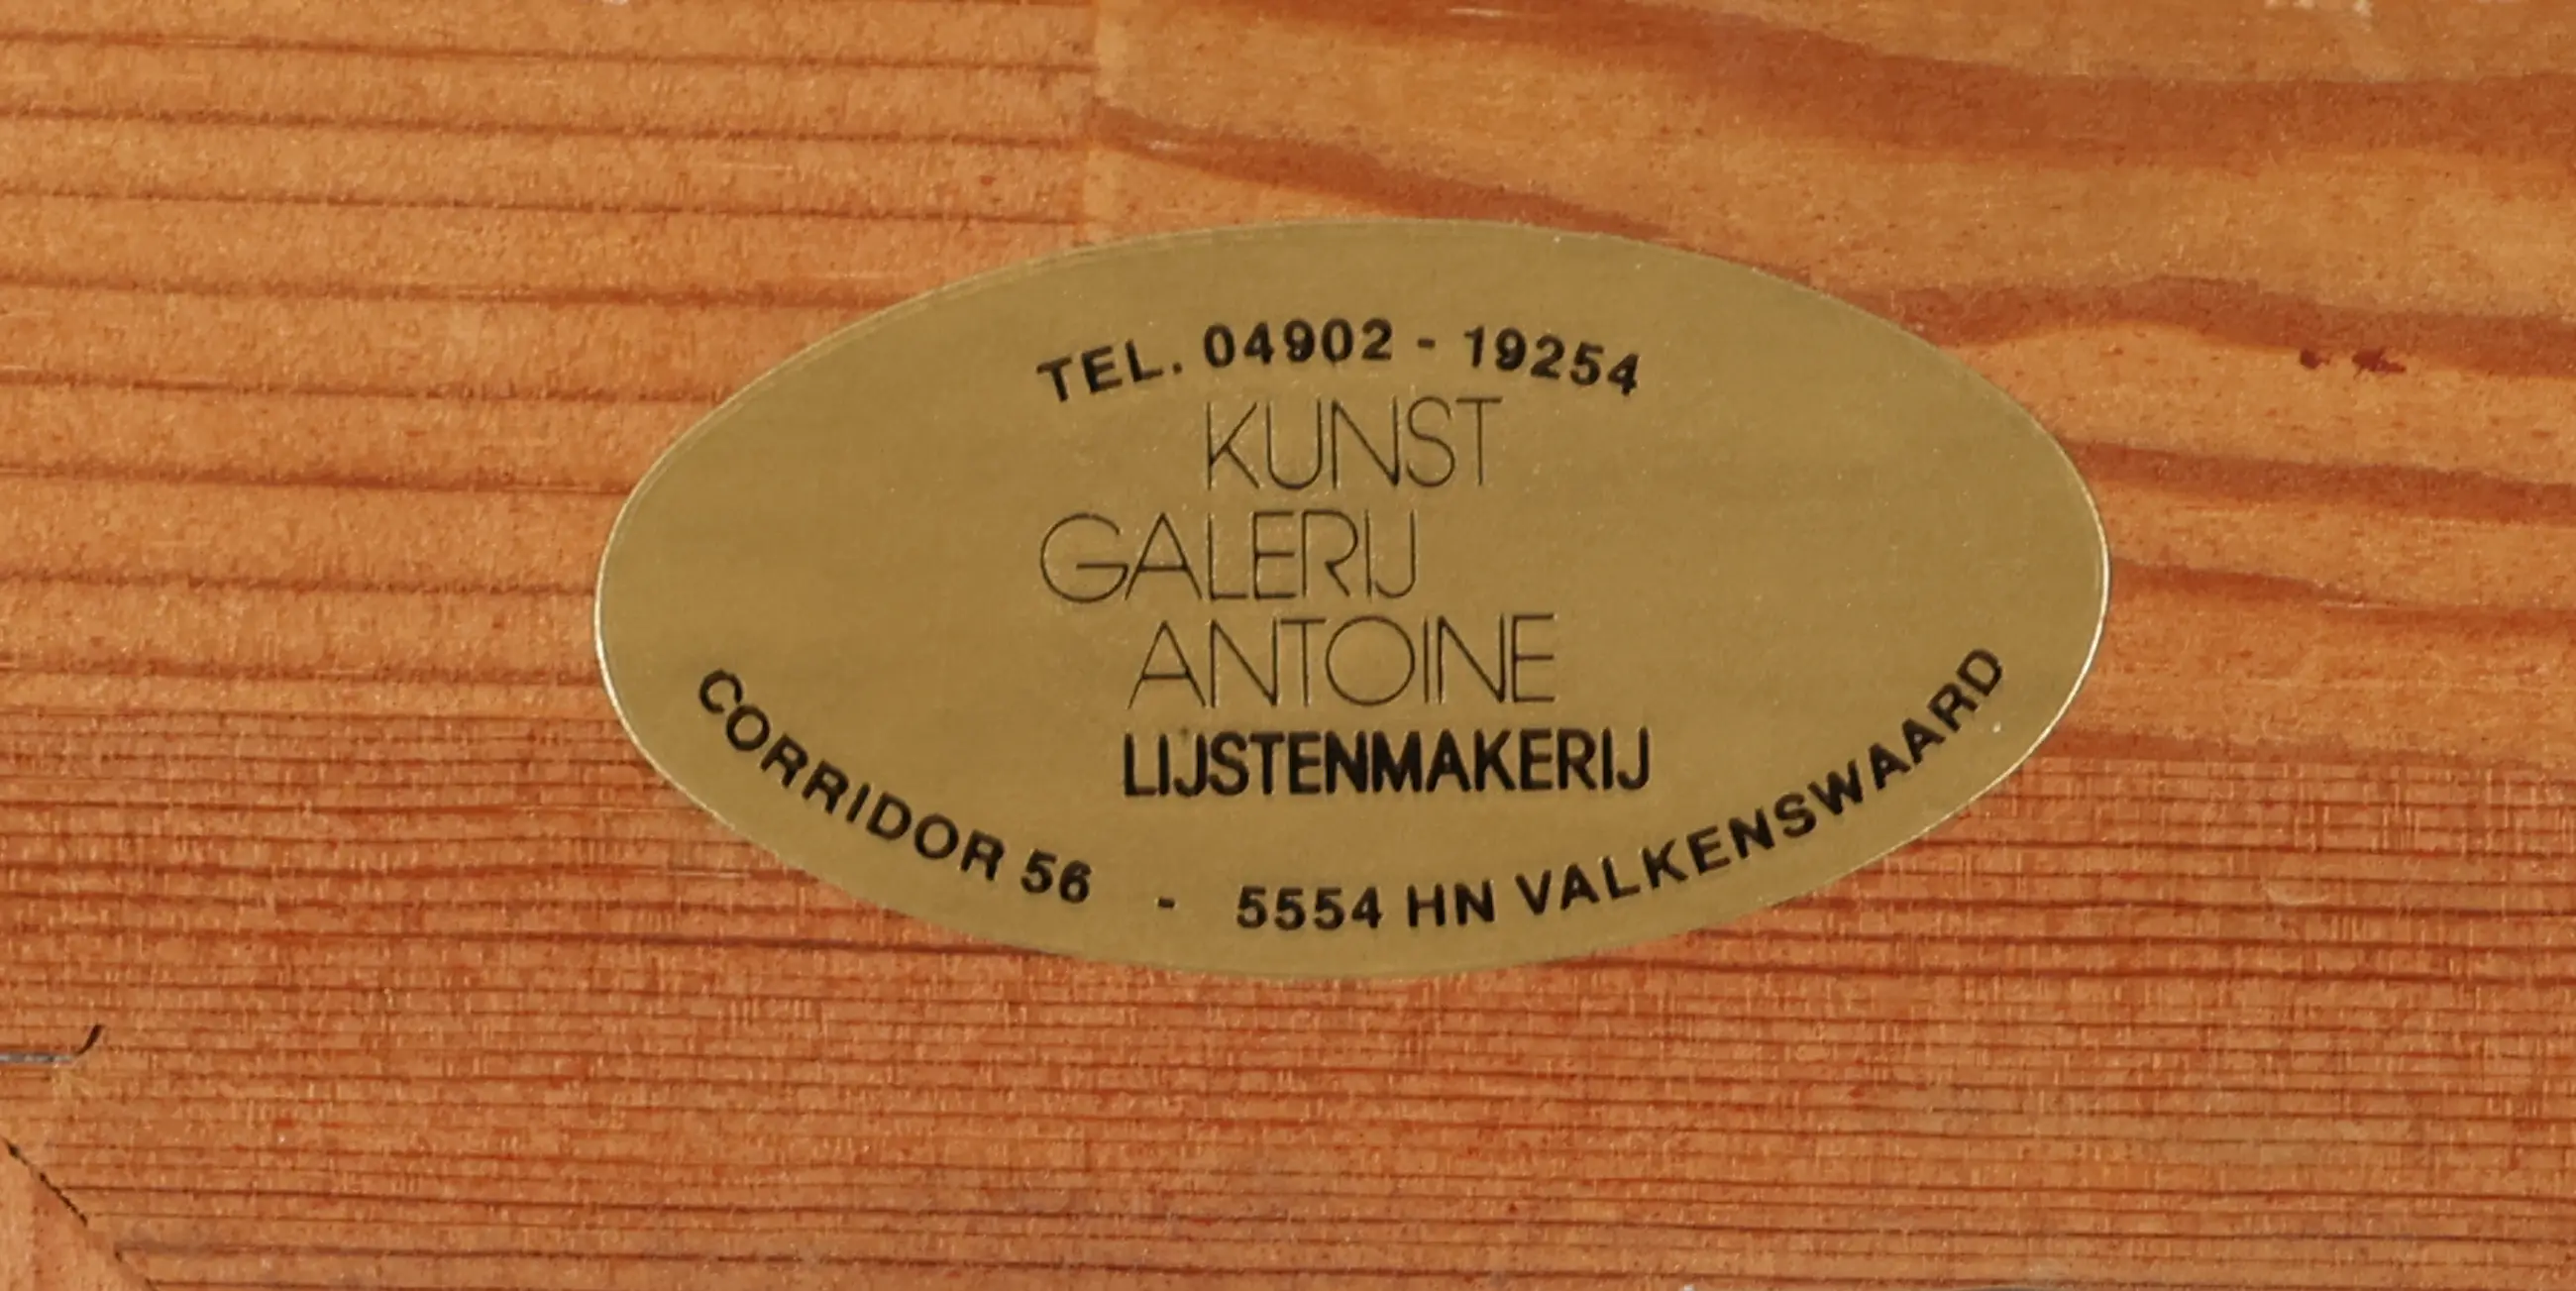 TEL. 04902 - 19254
KUNST
GALERIJ
ANTOINE
LIJSTENMAKERIJ
CORRIDOR 56 - 5554 HN VALKENSWAARD